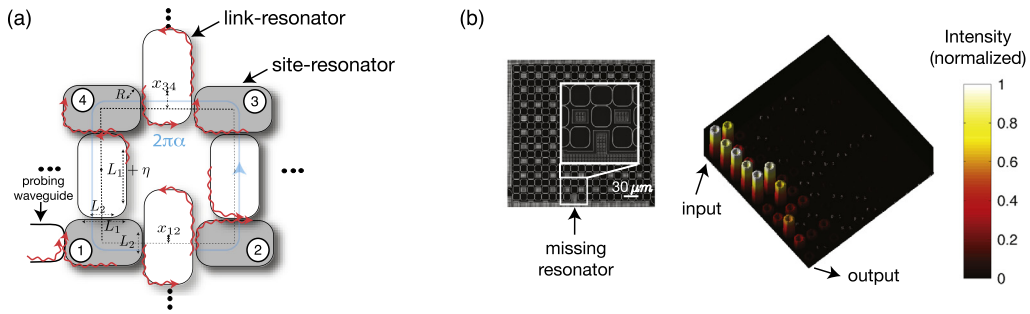 (a)
link-resonator
site-resonator
R
x34
4
3
2πα
L1 + η
probing
waveguide
L2
L1
L2
x12
1
2
(b)
30 μm
missing
resonator
input
output
Intensity
(normalized)
1
0.8
0.6
0.4
0.2
0